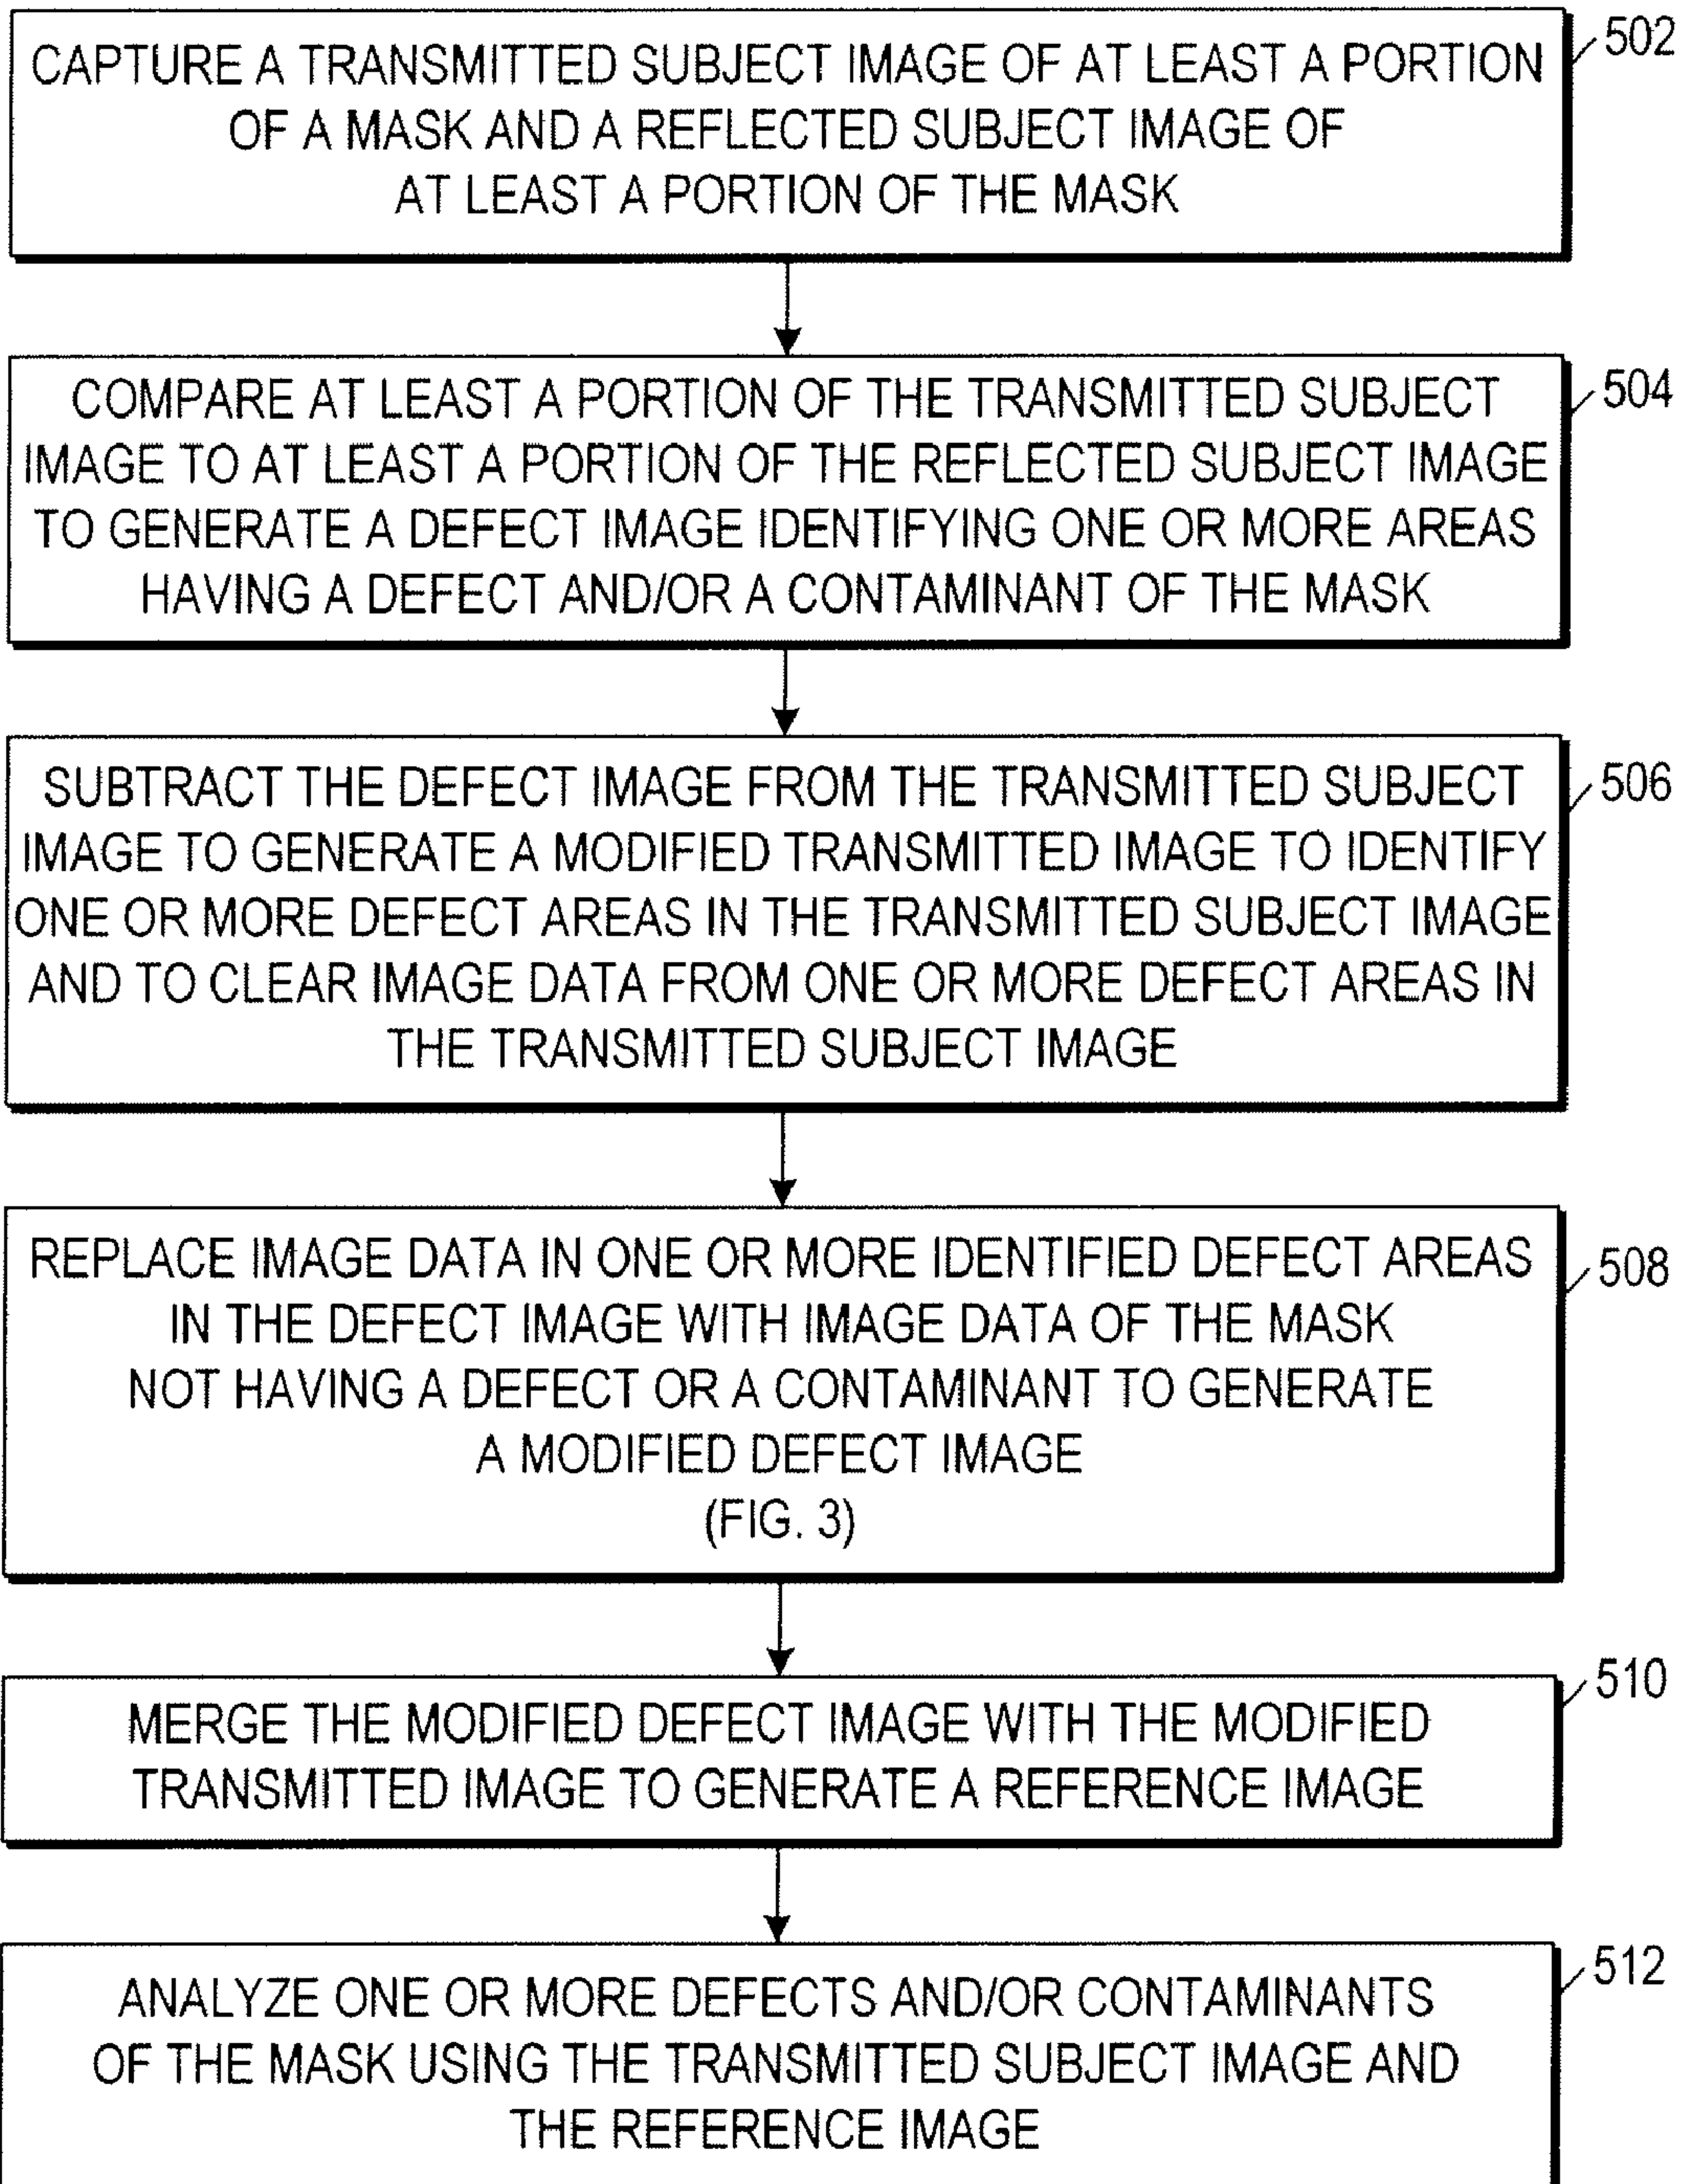 CAPTURE A TRANSMITTED SUBJECT IMAGE OF AT LEAST A PORTION
OF A MASK AND A REFLECTED SUBJECT IMAGE OF
AT LEAST A PORTION OF THE MASK
502
COMPARE AT LEAST A PORTION OF THE TRANSMITTED SUBJECT
IMAGE TO AT LEAST A PORTION OF THE REFLECTED SUBJECT IMAGE
TO GENERATE A DEFECT IMAGE IDENTIFYING ONE OR MORE AREAS
HAVING A DEFECT AND/OR A CONTAMINANT OF THE MASK
504
SUBTRACT THE DEFECT IMAGE FROM THE TRANSMITTED SUBJECT
IMAGE TO GENERATE A MODIFIED TRANSMITTED IMAGE TO IDENTIFY
ONE OR MORE DEFECT AREAS IN THE TRANSMITTED SUBJECT IMAGE
AND TO CLEAR IMAGE DATA FROM ONE OR MORE DEFECT AREAS IN
THE TRANSMITTED SUBJECT IMAGE
506
REPLACE IMAGE DATA IN ONE OR MORE IDENTIFIED DEFECT AREAS
IN THE DEFECT IMAGE WITH IMAGE DATA OF THE MASK
NOT HAVING A DEFECT OR A CONTAMINANT TO GENERATE
A MODIFIED DEFECT IMAGE
(FIG. 3)
508
MERGE THE MODIFIED DEFECT IMAGE WITH THE MODIFIED
TRANSMITTED IMAGE TO GENERATE A REFERENCE IMAGE
510
ANALYZE ONE OR MORE DEFECTS AND/OR CONTAMINANTS
OF THE MASK USING THE TRANSMITTED SUBJECT IMAGE AND
THE REFERENCE IMAGE
512